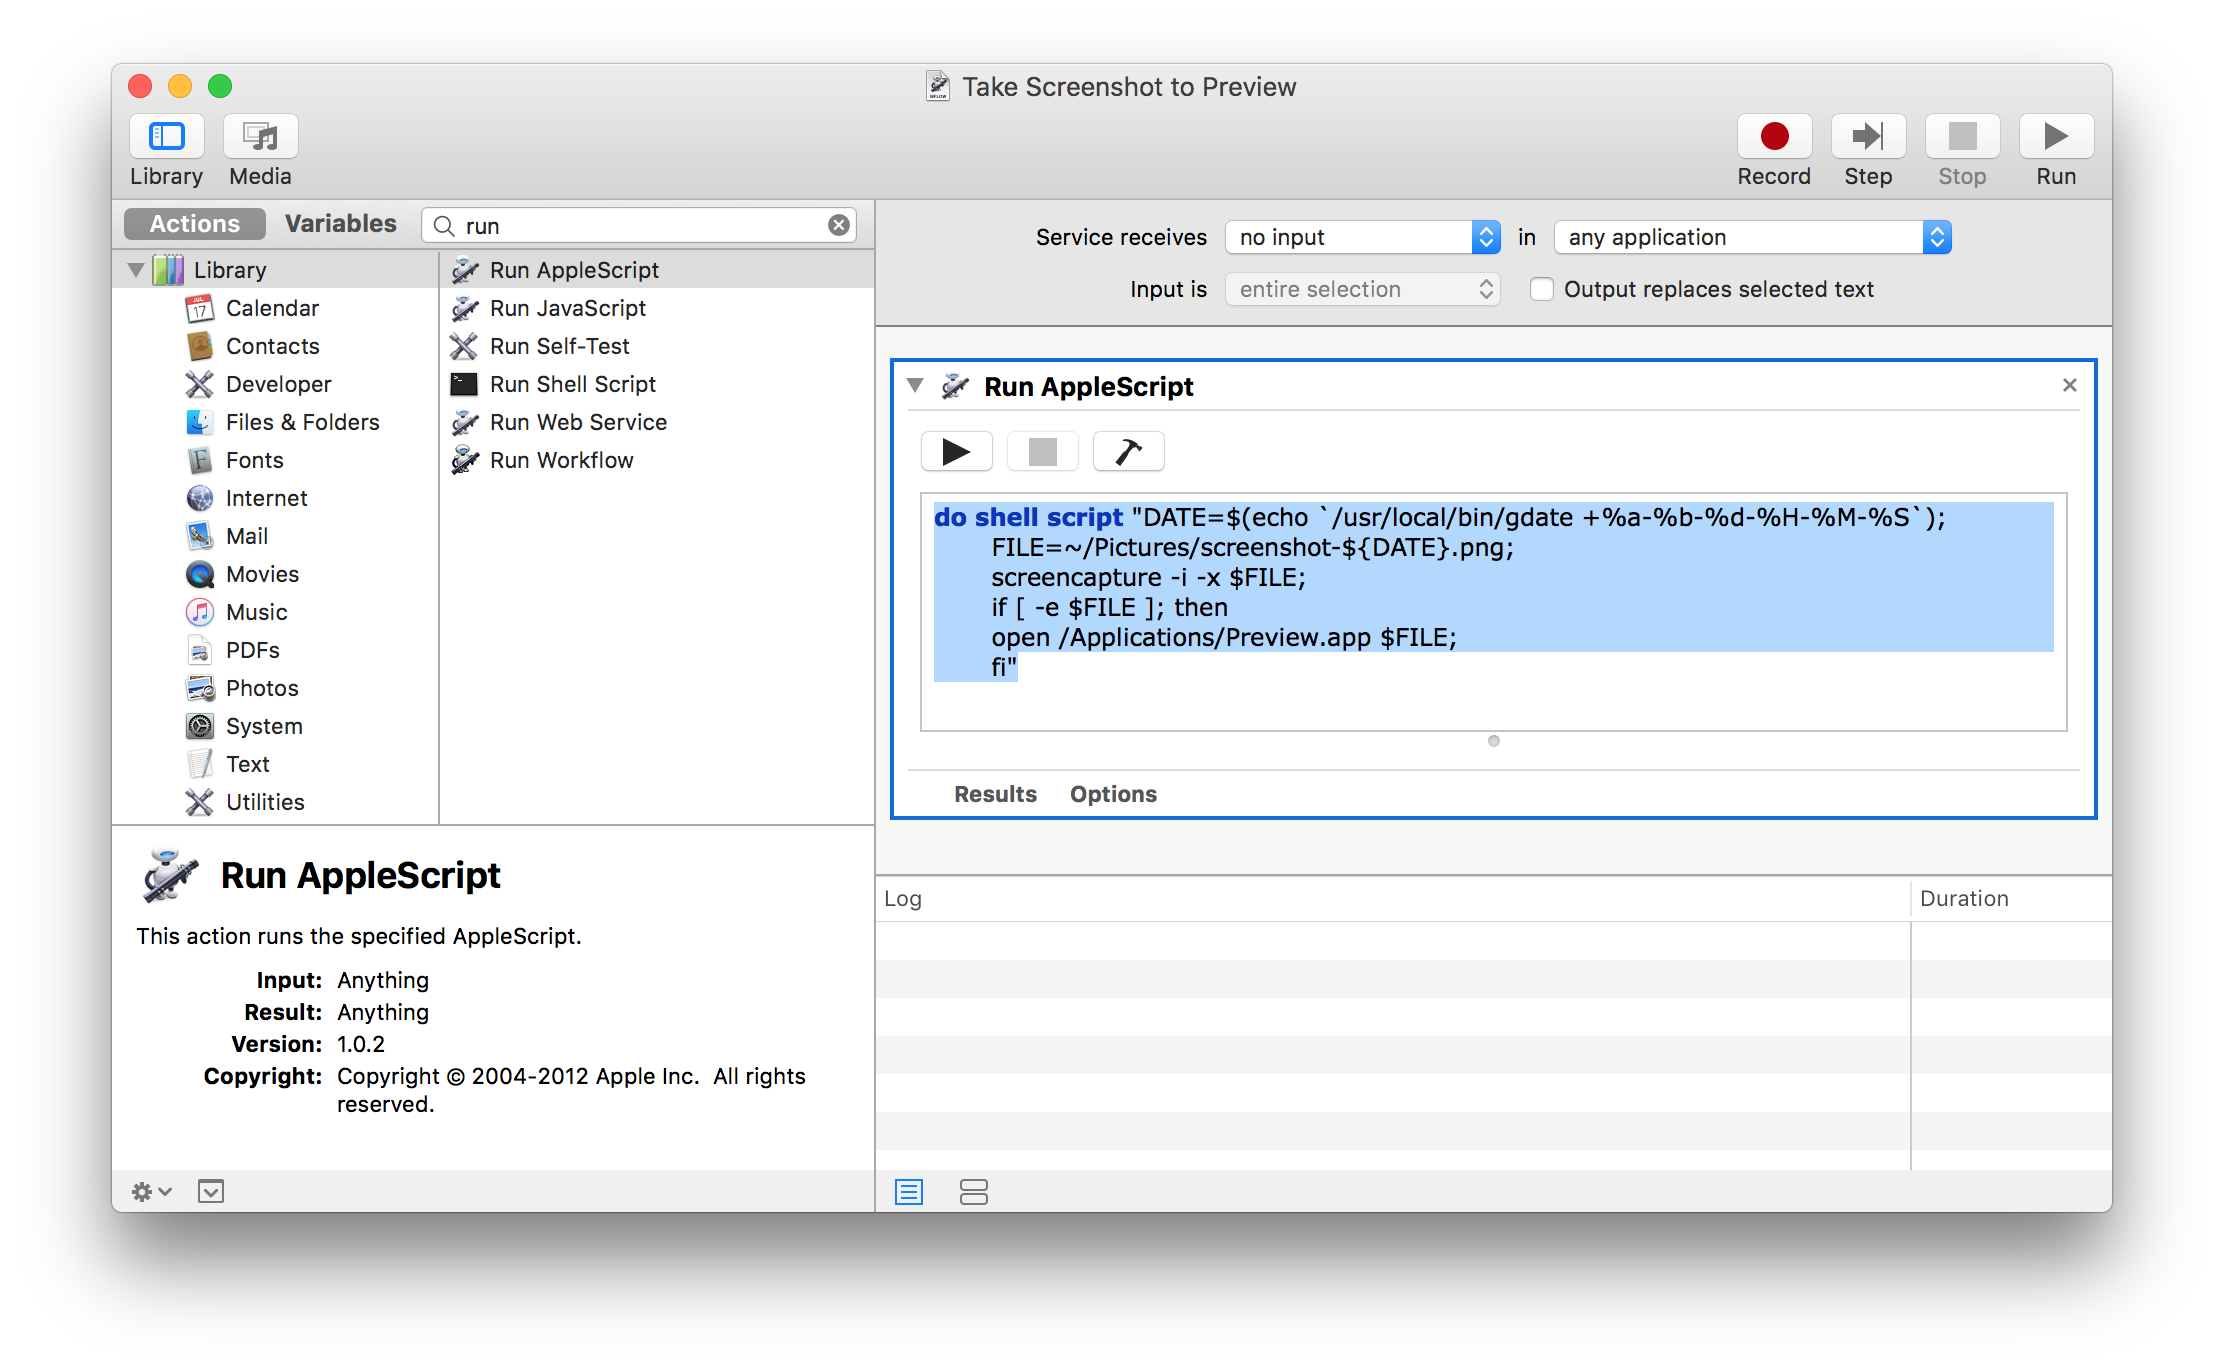 Take Screenshot to Preview
Library
Media
Record
Step
Stop
Run
Actions
Variables
run
Service receives
no input
in
any application
Input is
entire selection
Output replaces selected text
Library
Calendar
Contacts
Developer
Files & Folders
Fonts
Internet
Mail
Movies
Music
PDFs
Photos
System
Text
Utilities
Run AppleScript
Run JavaScript
Run Self-Test
Run Shell Script
Run Web Service
Run Workflow
Run AppleScript
do shell script "DATE=$(echo `/usr/local/bin/gdate +%a-%b-%d-%H-%M-%S`);
FILE=~/Pictures/screenshot-${DATE}.png;
screencapture -i -x $FILE;
if [ -e $FILE ]; then
open /Applications/Preview.app $FILE;
fi"
Results
Options
Run AppleScript
This action runs the specified AppleScript.
Input: Anything
Result: Anything
Version: 1.0.2
Copyright: Copyright © 2004-2012 Apple Inc. All rights
reserved.
Log
Duration